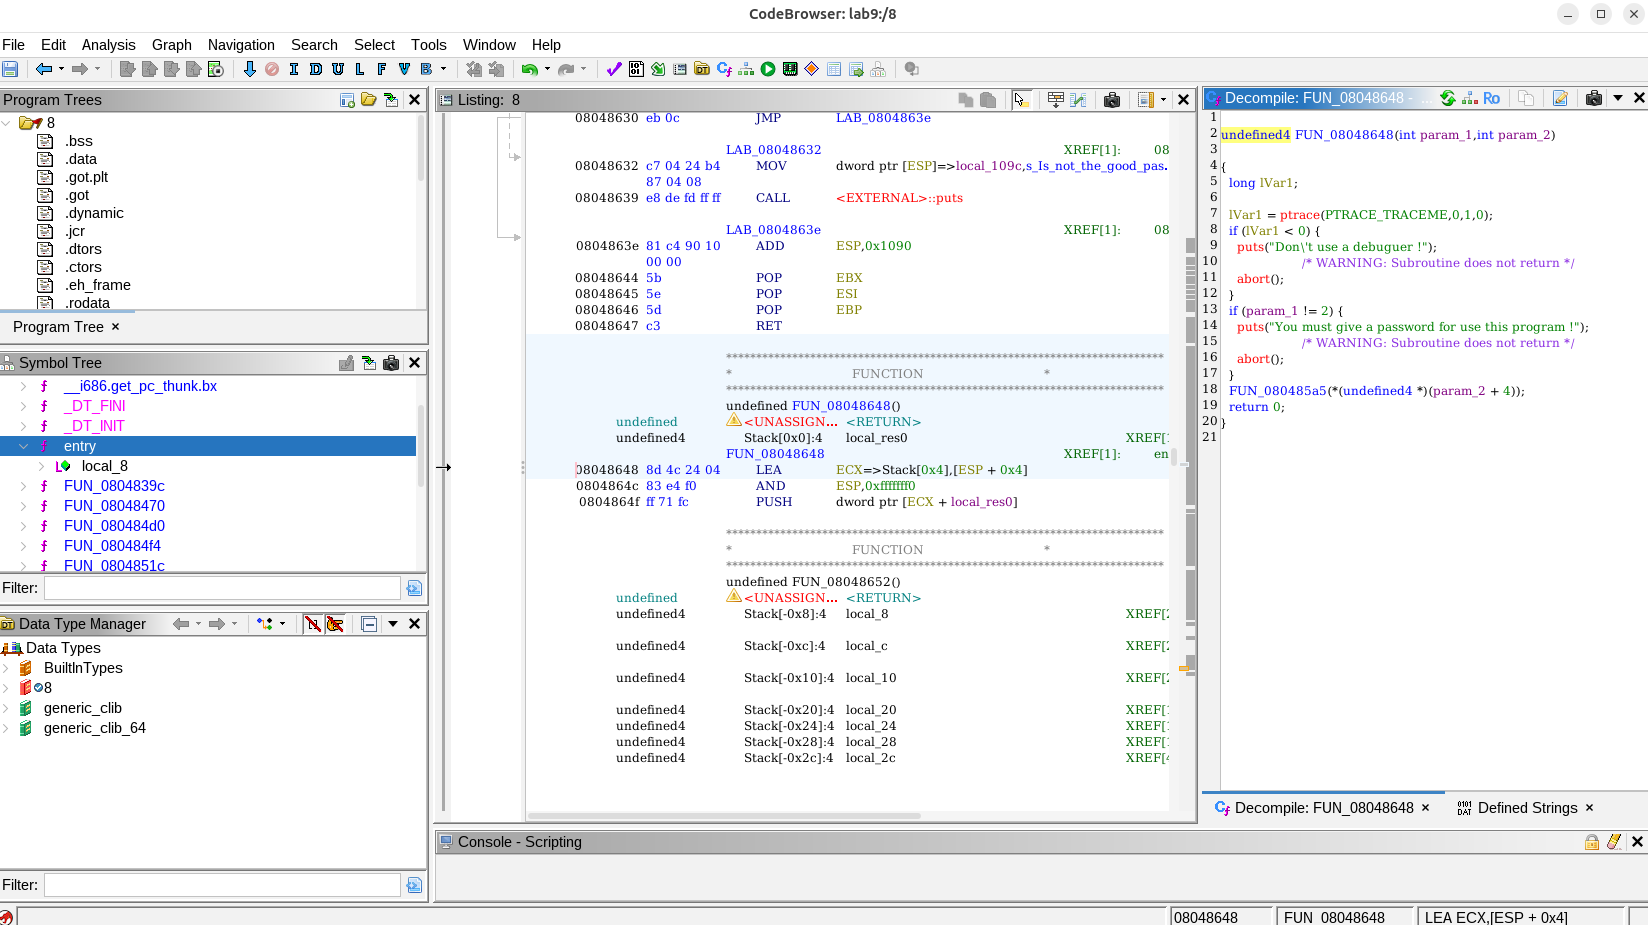 CodeBrowser: lab9:/8
File Edit Analysis Graph Navigation Search Select Tools Window Help
Program Trees
8
.bss
.data
.got.plt
.got
.dynamic
.jcr
.dtors
.ctors
.eh_frame
.rodata
Program Tree ×
Symbol Tree
__i686.get_pc_thunk.bx
_DT_FINI
_DT_INIT
entry
local_8
FUN_0804839c
FUN_08048470
FUN_080484d0
FUN_080484f4
FUN_0804851c
Filter:
Data Type Manager
Data Types
BuiltInTypes
8
generic_clib
generic_clib_64
Filter:
Listing: 8
08048630 eb 0c JMP LAB_0804863e
LAB_08048632 XREF[1]: 08
08048632 c7 04 24 b4 MOV dword ptr [ESP]=>local_109c,s_Is_not_the_good_pas.
87 04 08
08048639 e8 de fd ff ff CALL <EXTERNAL>::puts
LAB_0804863e XREF[1]: 08
0804863e 81 c4 90 10 ADD ESP,0x1090
00 00
08048644 5b POP EBX
08048645 5e POP ESI
08048646 5d POP EBP
08048647 c3 RET
* FUNCTION *
undefined FUN_08048648()
undefined <UNASSIGN... <RETURN>
undefined4 Stack[0x0]:4 local_res0 XREF[1
FUN_08048648 XREF[1]: en
08048648 8d 4c 24 04 LEA ECX=>Stack[0x4],[ESP + 0x4]
0804864c 83 e4 f0 AND ESP,0xfffffff0
0804864f ff 71 fc PUSH dword ptr [ECX + local_res0]
* FUNCTION *
undefined FUN_08048652()
undefined <UNASSIGN... <RETURN>
undefined4 Stack[-0x8]:4 local_8 XREF[2
undefined4 Stack[-0xc]:4 local_c XREF[2
undefined4 Stack[-0x10]:4 local_10 XREF[2
undefined4 Stack[-0x20]:4 local_20 XREF[1
undefined4 Stack[-0x24]:4 local_24 XREF[1
undefined4 Stack[-0x28]:4 local_28 XREF[1
undefined4 Stack[-0x2c]:4 local_2c XREF[4
Decompile: FUN_08048648 - ...
1
2 undefined4 FUN_08048648(int param_1,int param_2)
3
4 {
5 long lVar1;
6
7 lVar1 = ptrace(PTRACE_TRACEME,0,1,0);
8 if (lVar1 < 0) {
9 puts("Don\'t use a debuguer !");
10 /* WARNING: Subroutine does not return */
11 abort();
12 }
13 if (param_1 != 2) {
14 puts("You must give a password for use this program !");
15 /* WARNING: Subroutine does not return */
16 abort();
17 }
18 FUN_080485a5(*(undefined4 *)(param_2 + 4));
19 return 0;
20 }
21
Decompile: FUN_08048648 × Defined Strings ×
Console - Scripting
08048648 FUN_08048648 LEA ECX,[ESP + 0x4]